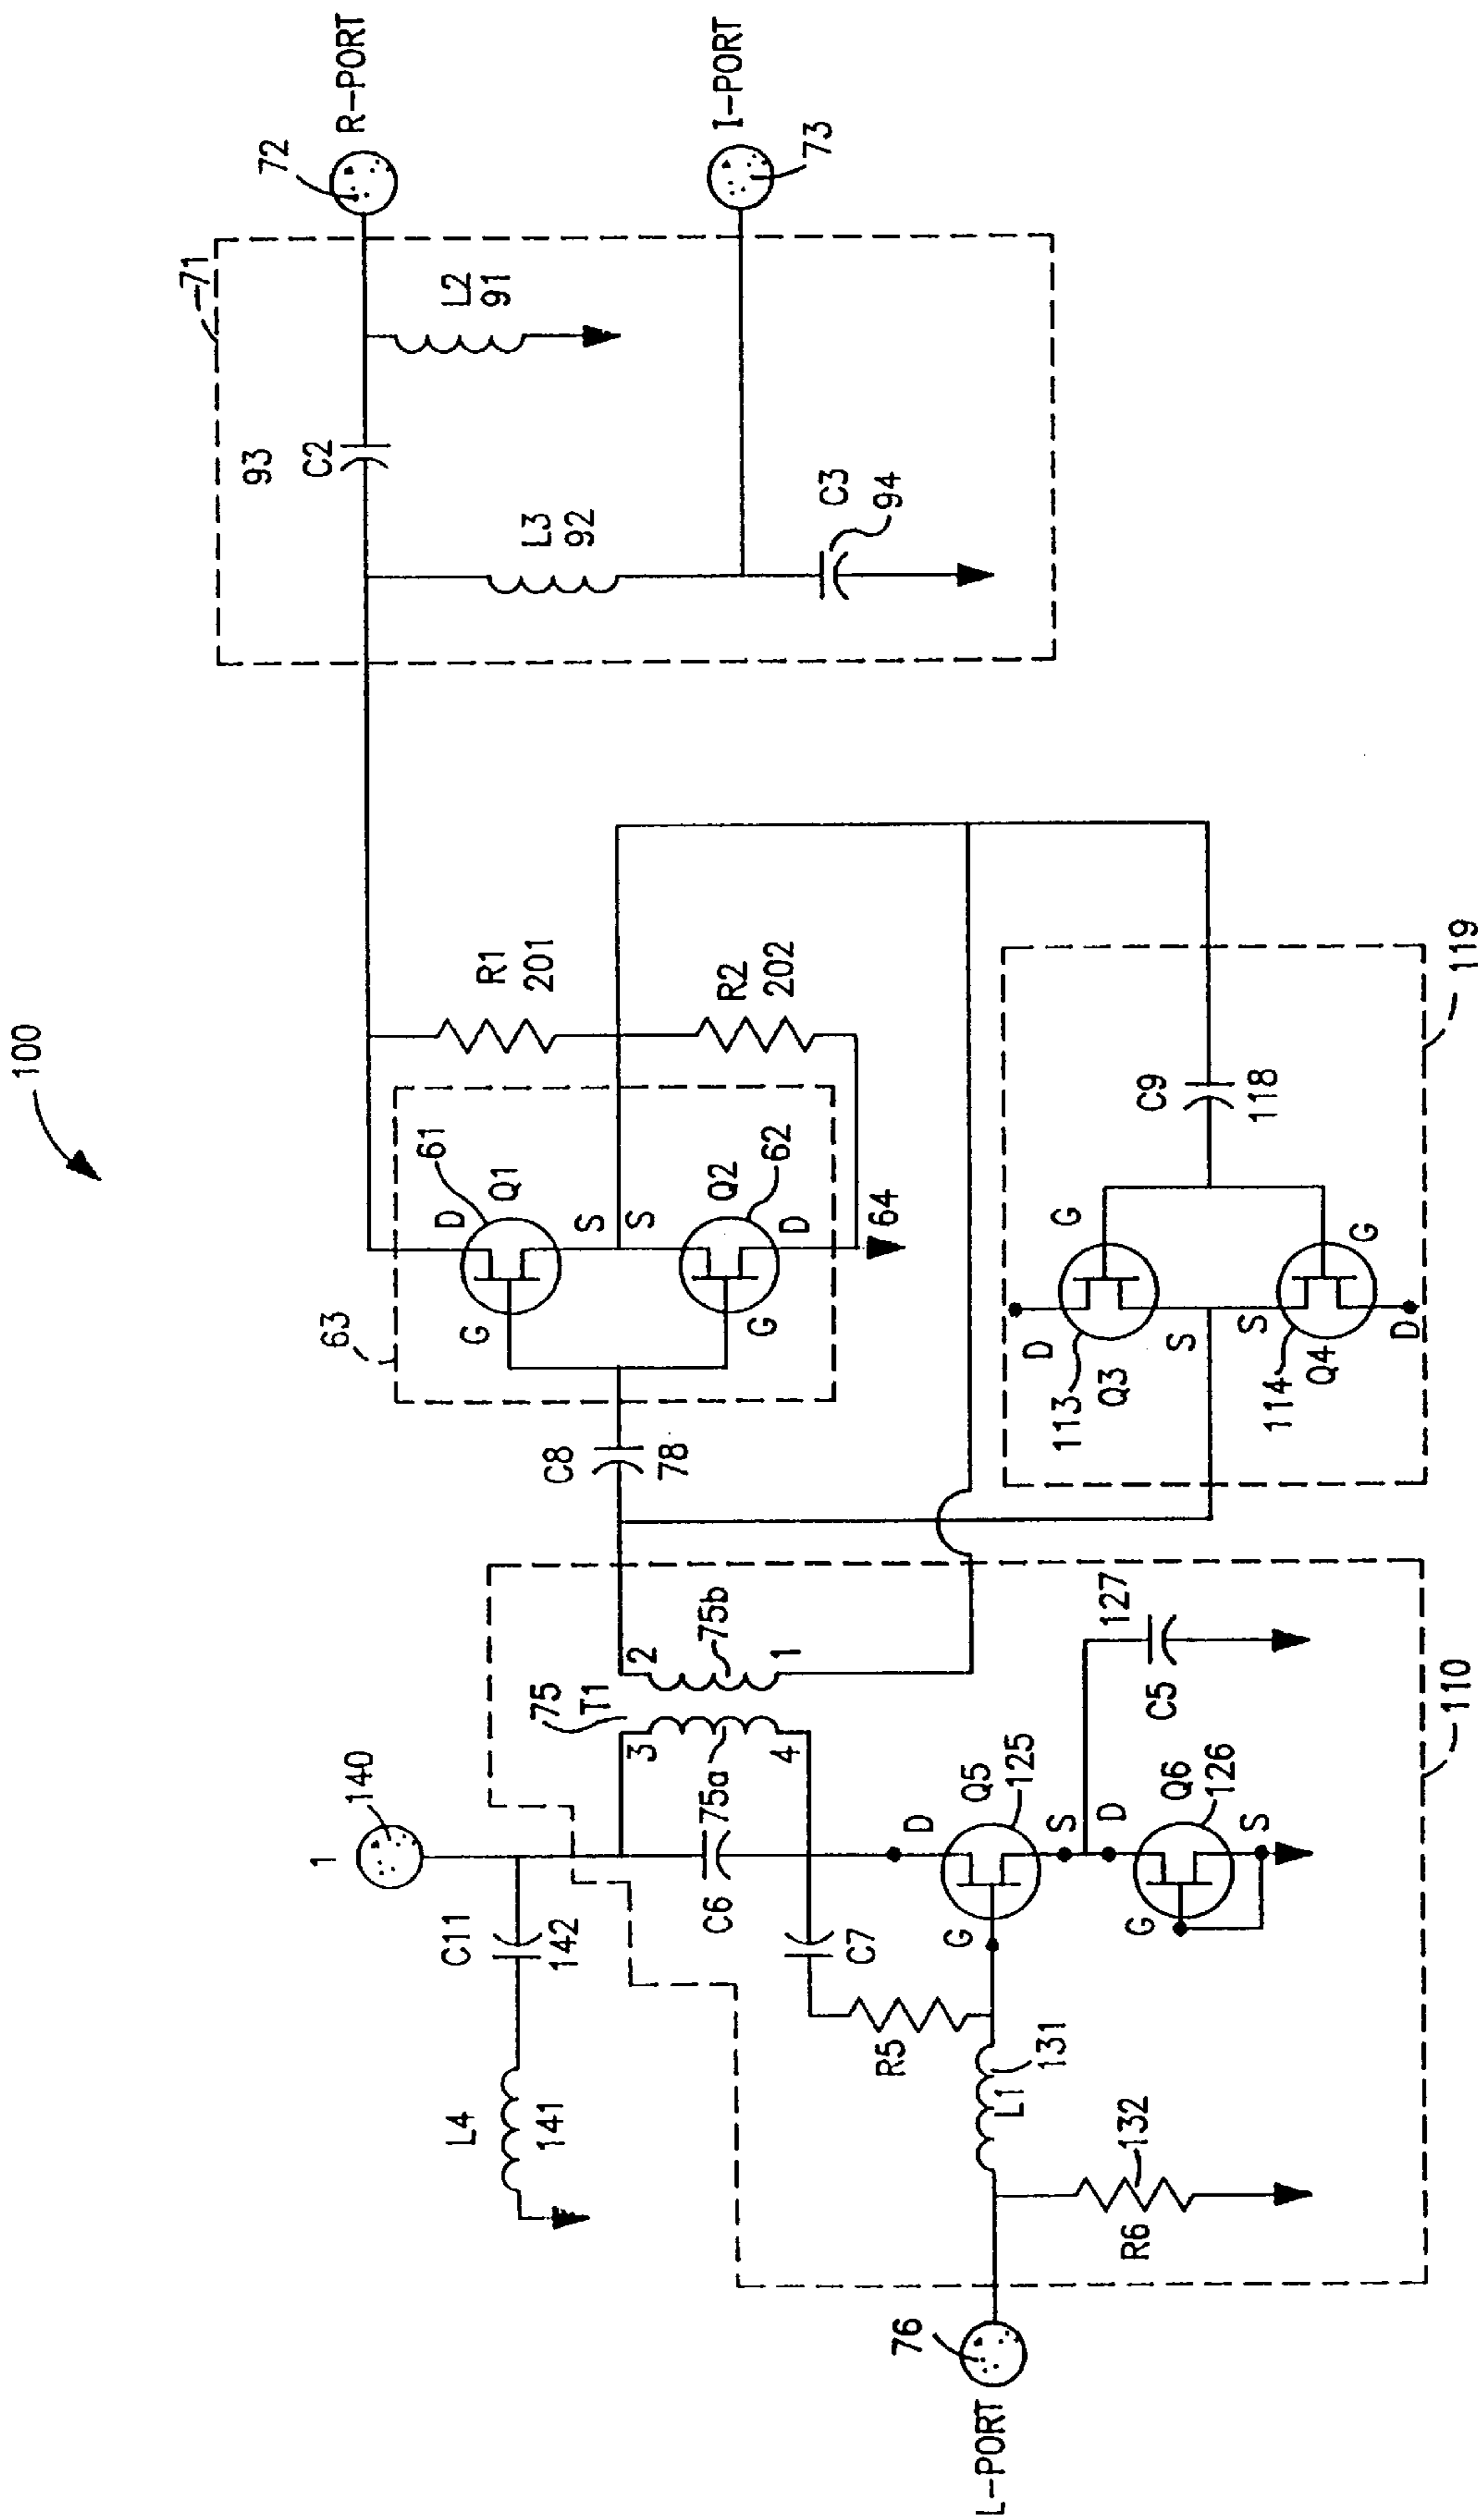 100
72
R-PORT
71
93
C2
L2
91
L3
92
I-PORT
73
C3
94
R1
201
R2
202
63
61
D
Q1
G
S
S
Q2
62
G
D
64
C8
78
C9
118
119
G
D
113
Q3
S
S
114
Q4
G
D
140
1
C11
142
L4
141
75
T1
2
75b
1
3
75a
4
C6
C7
R5
D
Q5
125
G
S
D
Q6
126
G
S
127
C5
L1
131
132
R6
110
76
L-PORT